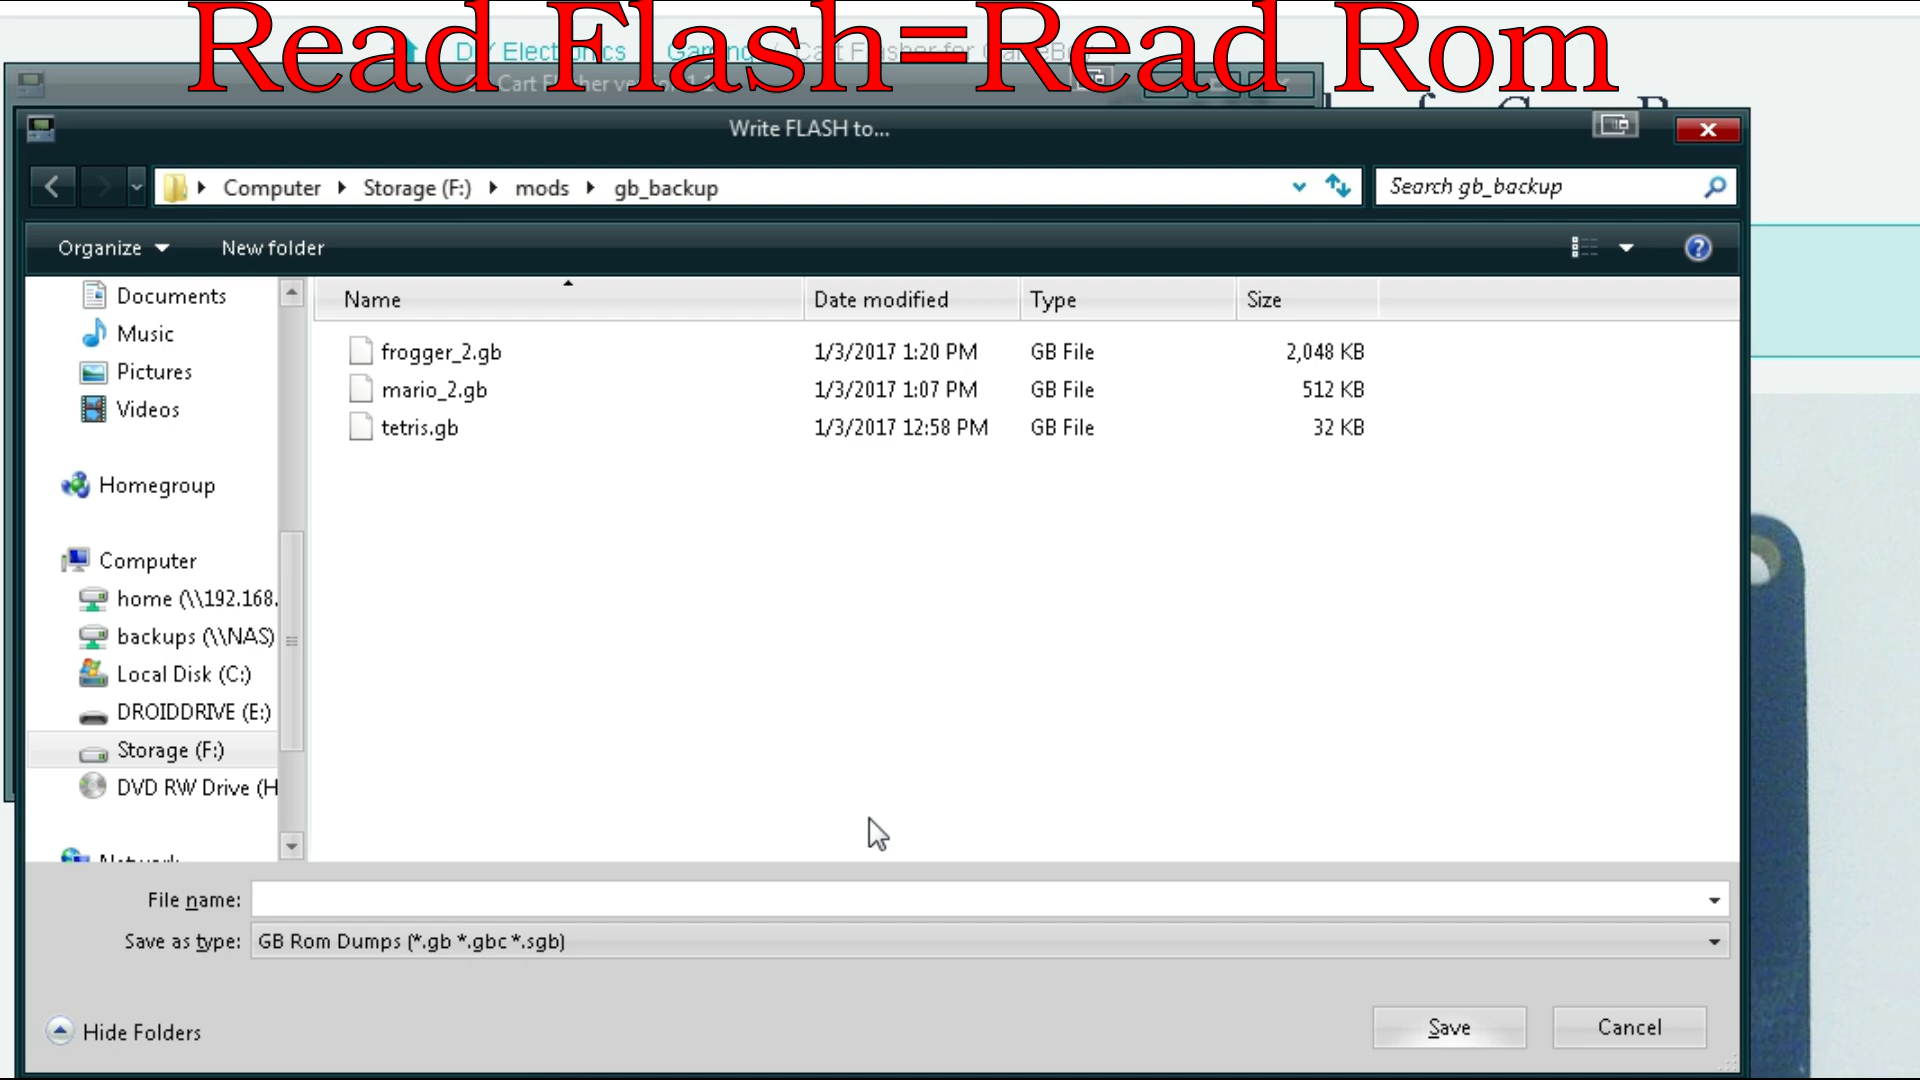 Read Flash=Read Rom
DIY Electronics
Write FLASH to...
Computer Storage (F:) mods gb_backup
Search gb_backup
Organize New folder
Name Date modified Type Size
Documents
Music
Pictures
Videos
Homegroup
Computer
home (\\192.168.
backups (\\NAS)
Local Disk (C:)
DROIDDRIVE (E:)
Storage (F:)
DVD RW Drive (H
frogger_2.gb 1/3/2017 1:20 PM GB File 2,048 KB
mario_2.gb 1/3/2017 1:07 PM GB File 512 KB
tetris.gb 1/3/2017 12:58 PM GB File 32 KB
File name:
Save as type: GB Rom Dumps (*.gb *.gbc *.sgb)
Hide Folders
Save Cancel